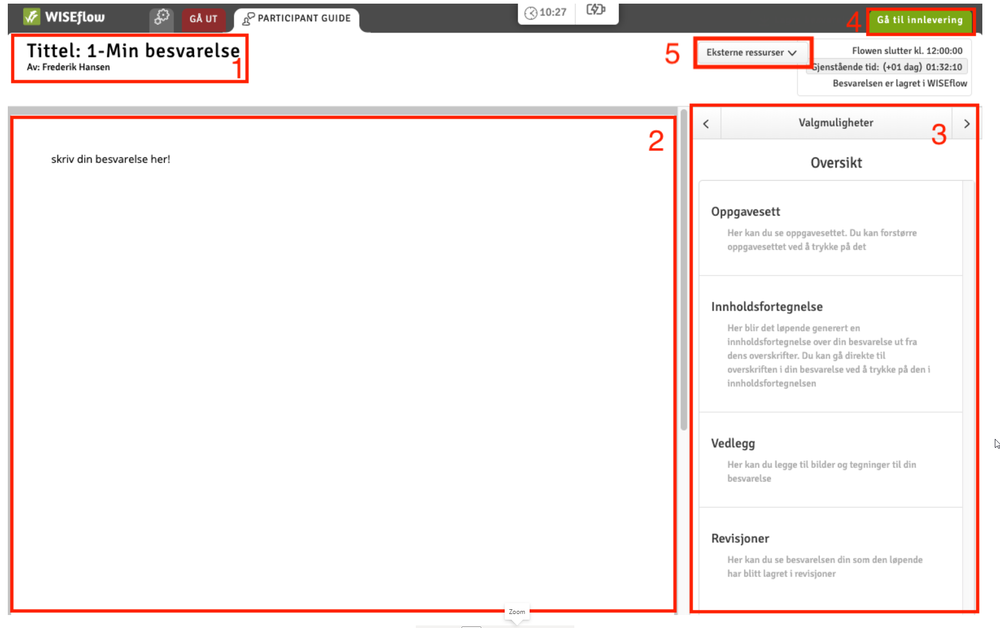 WISEflow
GÅ UT
PARTICIPANT GUIDE
10:27
4
Gå til innlevering
Tittel: 1-Min besvarelse
Av: Frederik Hansen
1
5
Eksterne ressurser
Flowen slutter kl. 12:00:00
Gjenstående tid: (+01 dag) 01:32:10
Besvarelsen er lagret i WISEflow
2
skriv din besvarelse her!
Valgmuligheter
3
Oversikt
Oppgavesett
Her kan du se oppgavesettet. Du kan forstørre
oppgavesettet ved å trykke på det
Innholdsfortegnelse
Her blir det løpende generert en
innholdsfortegnelse over din besvarelse ut fra
dens overskrifter. Du kan gå direkte til
overskriften i din besvarelse ved å trykke på den i
innholdsfortegnelsen
Vedlegg
Her kan du legge til bilder og tegninger til din
besvarelse
Revisjoner
Her kan du se besvarelsen din som den løpende
har blitt lagret i revisjoner
Zoom